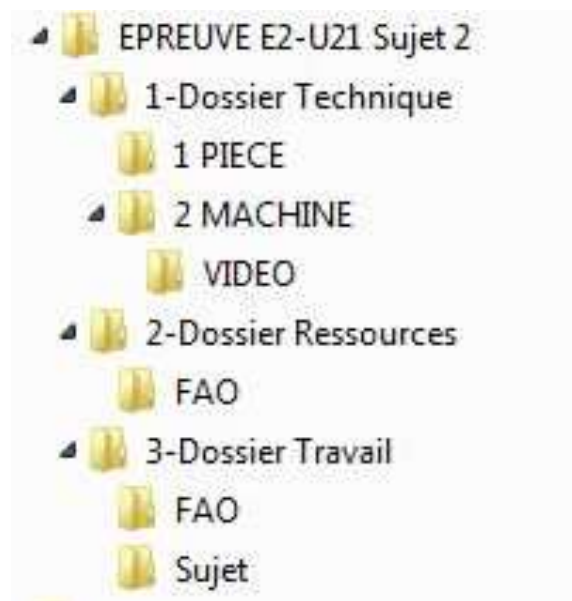 EPREUVE E2-U21 Sujet 2
1-Dossier Technique
1 PIECE
2 MACHINE
VIDEO
2-Dossier Ressources
FAO
3-Dossier Travail
FAO
Sujet